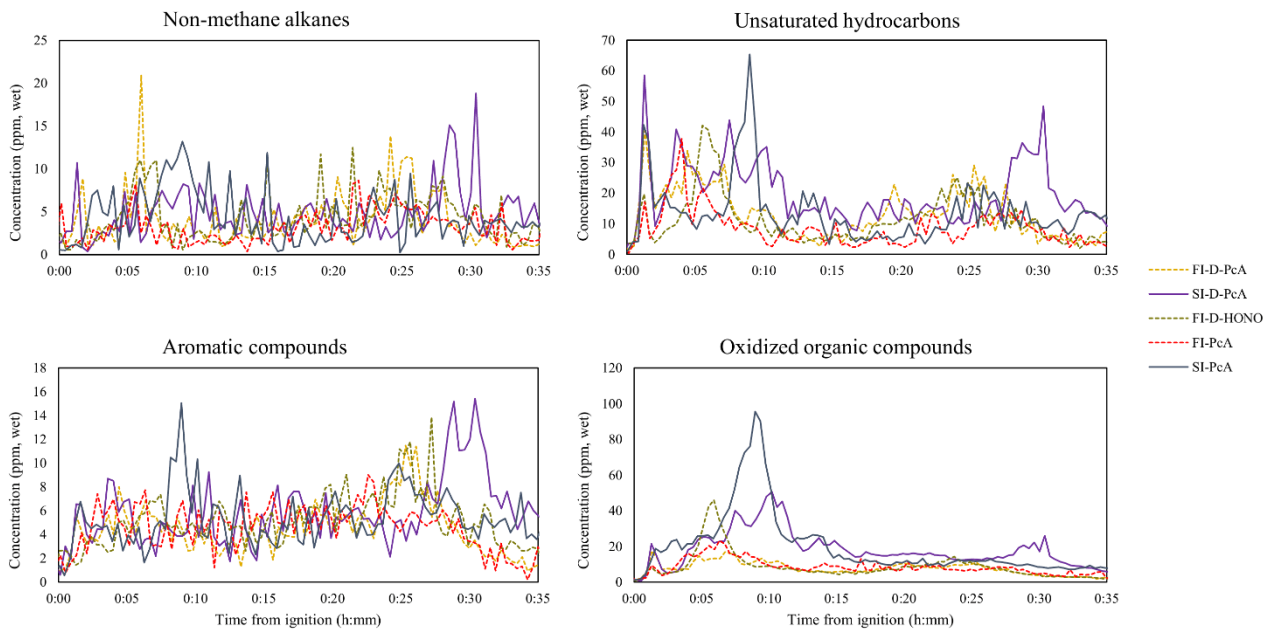 Non-methane alkanes
Concentration (ppm, wet)
25
20
15
10
5
0
0:00 0:05 0:10 0:15 0:20 0:25 0:30 0:35
Unsaturated hydrocarbons
Concentration (ppm, wet)
70
60
50
40
30
20
10
0
0:00 0:05 0:10 0:15 0:20 0:25 0:30 0:35
FI-D-PcA
SI-D-PcA
FI-D-HONO
FI-PcA
SI-PcA
Aromatic compounds
Concentration (ppm, wet)
18
16
14
12
10
8
6
4
2
0
0:00 0:05 0:10 0:15 0:20 0:25 0:30 0:35
Time from ignition (h:mm)
Oxidized organic compounds
Concentration (ppm, wet)
120
100
80
60
40
20
0
0:00 0:05 0:10 0:15 0:20 0:25 0:30 0:35
Time from ignition (h:mm)